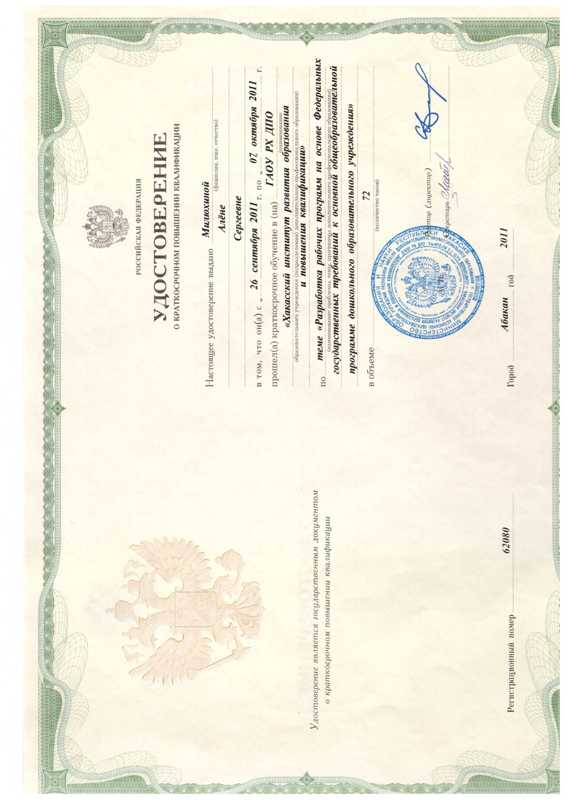 Удостоверение является государственным документом
о краткосрочном повышении квалификации
Регистрационный номер 62080
РОССИЙСКАЯ ФЕДЕРАЦИЯ
УДОСТОВЕРЕНИЕ
О КРАТКОСРОЧНОМ ПОВЫШЕНИИ КВАЛИФИКАЦИИ
Настоящее удостоверение выдано Милюхиной
(фамилия, имя, отчество)
Алёне
Сергеевне
в том, что он(а) с „ 26 сентября 2011 г. по „ 07 октября 2011 г.
прошел(а) краткосрочное обучение в (на) ГАОУ РХ ДПО
«Хакасский институт развития образования
и повышения квалификации»
по теме «Разработка рабочих программ на основе Федеральных
государственных требований к основной общеобразовательной
программе дошкольного образовательного учреждения»
в объеме 72
(количество часов)
(директор)
Город Абакан год 2011